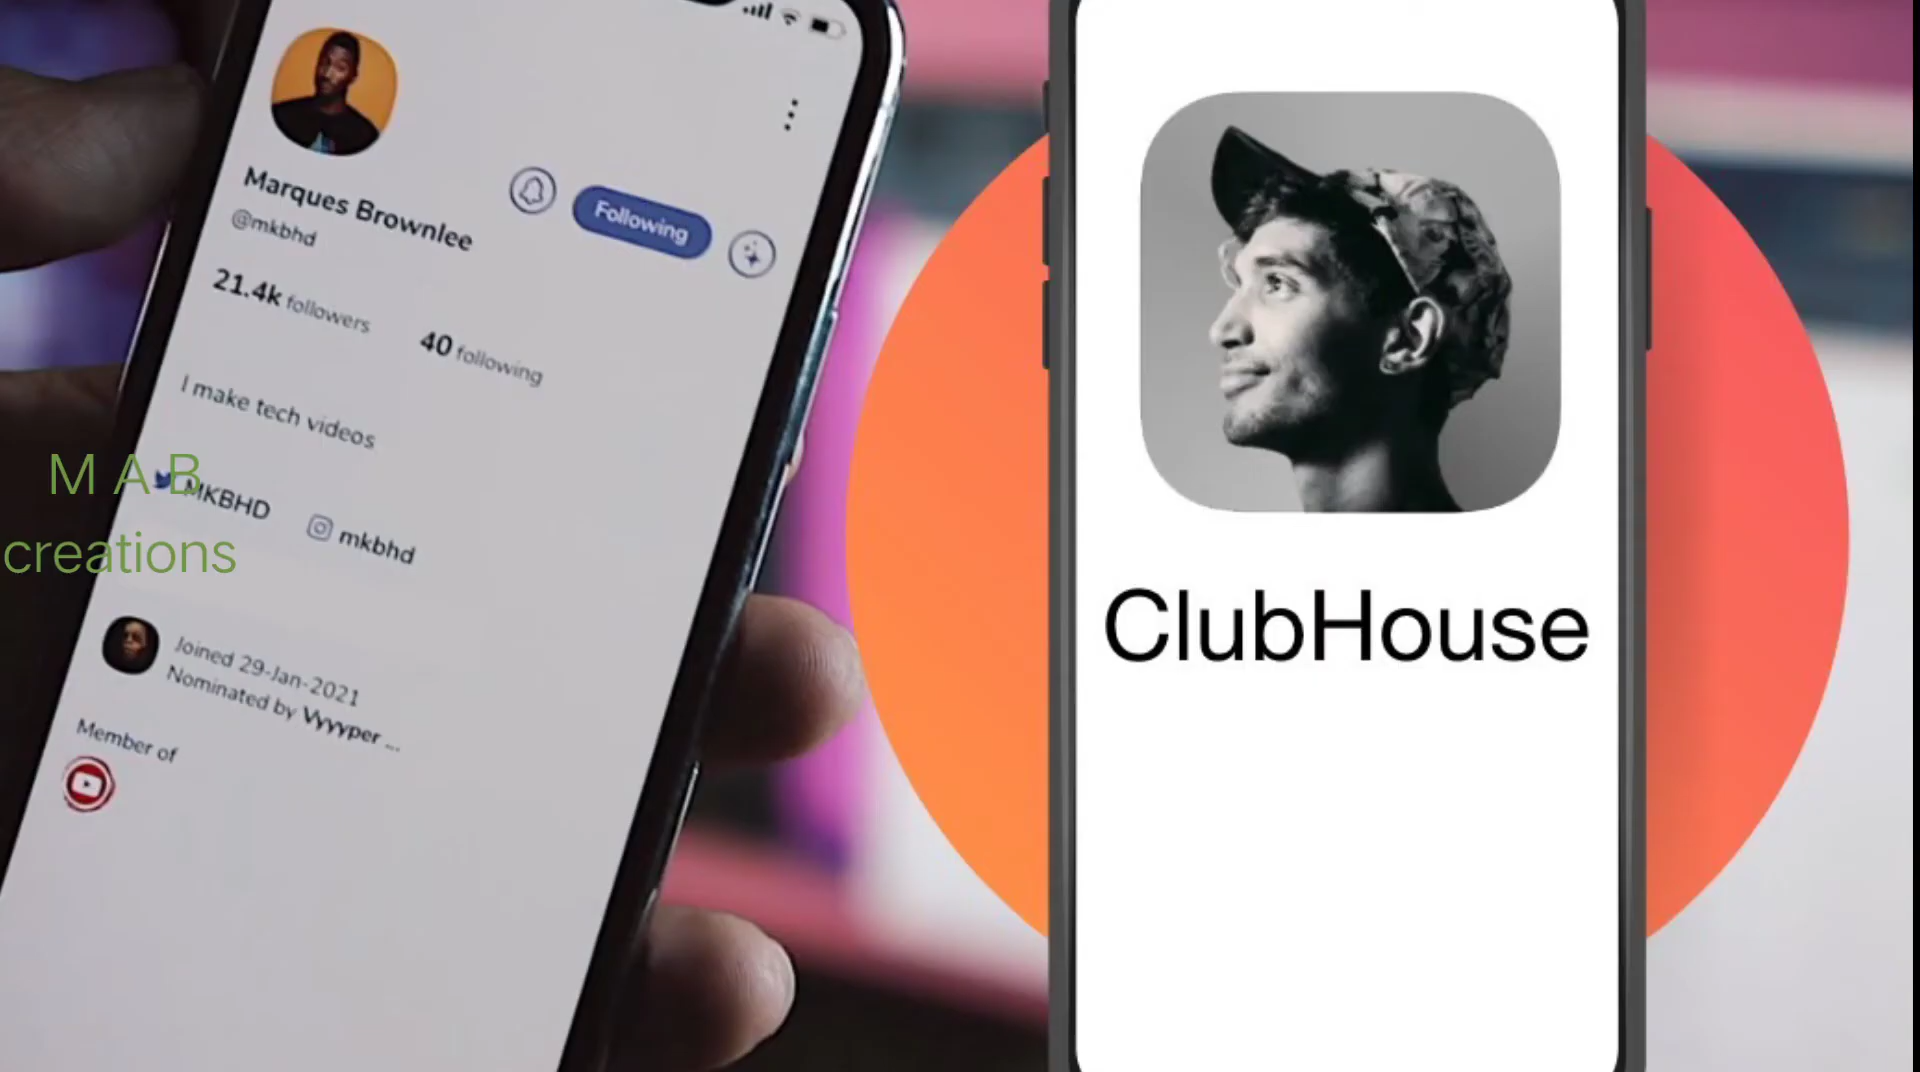 Marques Brownlee
@mkbhd
Following
21.4k followers 40 following
I make tech videos
MKBHD mkbhd
M A B
creations
Joined 29-Jan-2021
Nominated by Vyyyper ...
Member of
ClubHouse